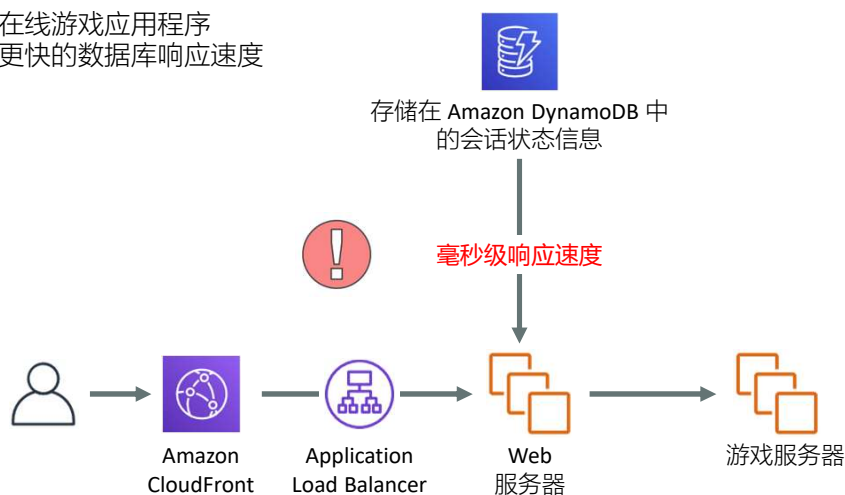 在线游戏应用程序
更快的数据库响应速度
存储在 Amazon DynamoDB 中
的会话状态信息
毫秒级响应速度
Amazon
CloudFront
Application
Load Balancer
Web
服务器
游戏服务器